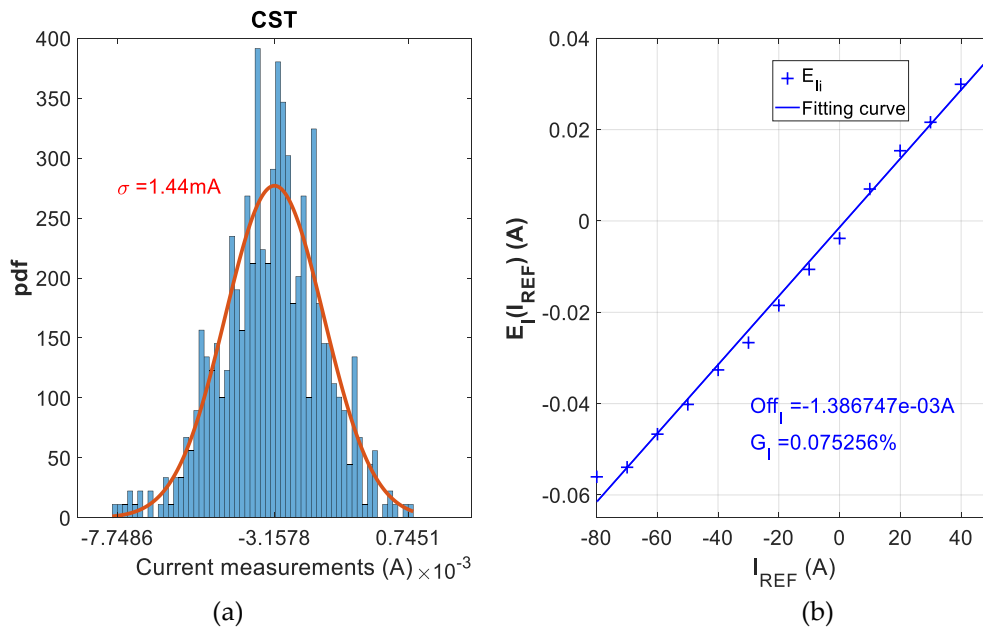 CST
400
350
300
250
200
150
100
50
0
pdf
σ =1.44mA
-7.7486 -3.1578 0.7451
Current measurements (A) ×10⁻³
(a)
0.04
0.02
0
-0.02
-0.04
-0.06
E_I(I_REF) (A)
E_Ii
Fitting curve
Off_I =-1.386747e-03A
G_I =0.075256%
-80 -60 -40 -20 0 20 40
I_REF (A)
(b)